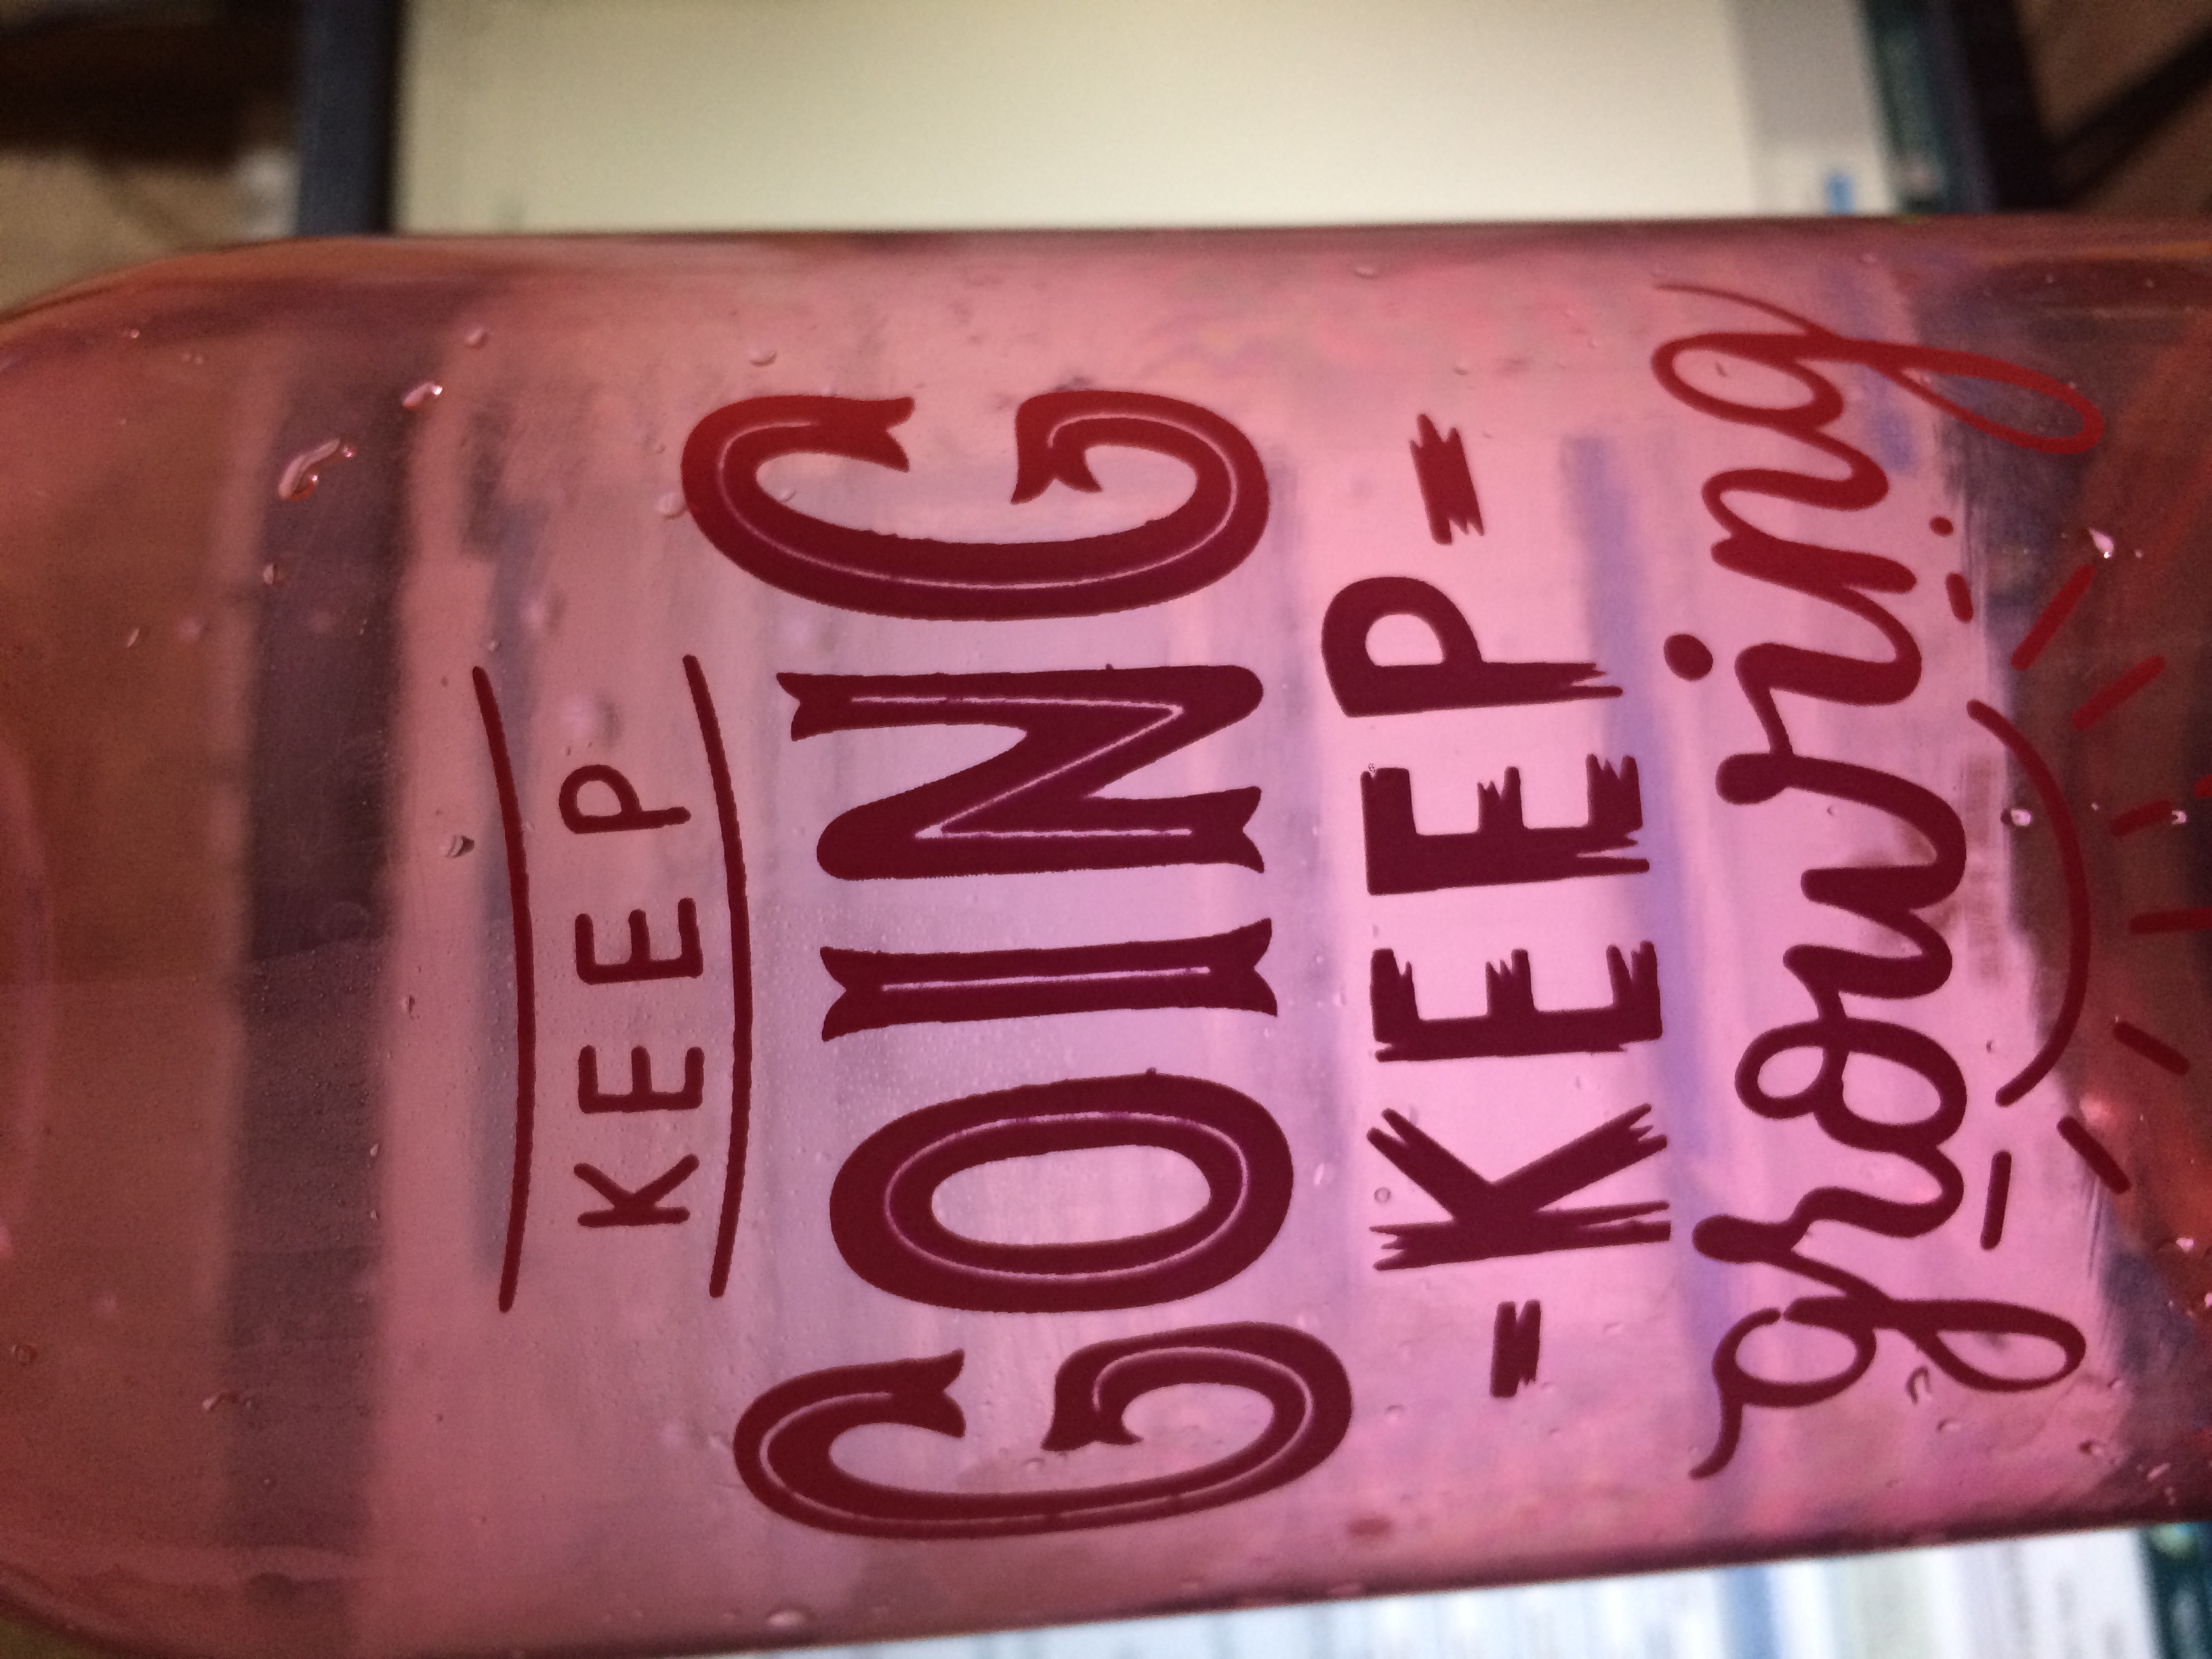 KEEP
GOING
- KEEP -
growing